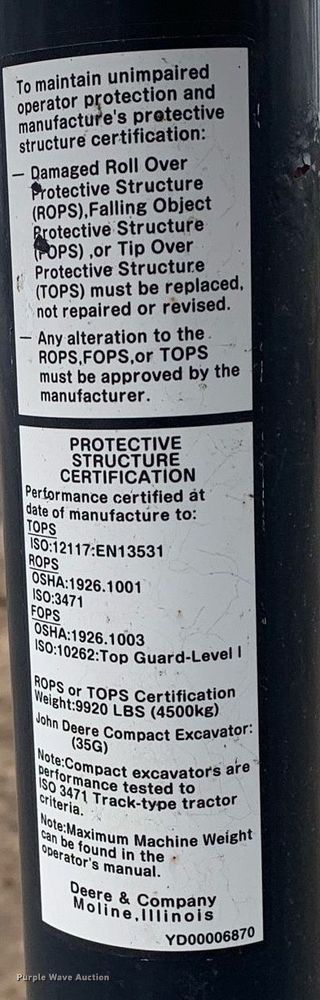 To maintain unimpaired
operator protection and
manufacture's protective
structure certification:
— Damaged Roll Over
Protective Structure
(ROPS),Falling Object
Protective Structure
(FOPS) ,or Tip Over
Protective Structure
(TOPS) must be replaced,
not repaired or revised.
— Any alteration to the
ROPS,FOPS,or TOPS
must be approved by the
manufacturer.
PROTECTIVE
STRUCTURE
CERTIFICATION
Performance certified at
date of manufacture to:
TOPS
ISO:12117:EN13531
ROPS
OSHA:1926.1001
ISO:3471
FOPS
OSHA:1926.1003
ISO:10262:Top Guard-Level I
ROPS or TOPS Certification
Weight:9920 LBS (4500kg)
John Deere Compact Excavator:
(35G)
Note:Compact excavators are
performance tested to
ISO 3471 Track-type tractor
criteria.
Note:Maximum Machine Weight
can be found in the
operator's manual.
Deere & Company
Moline,Illinois
YD00006870
Purple Wave Auction